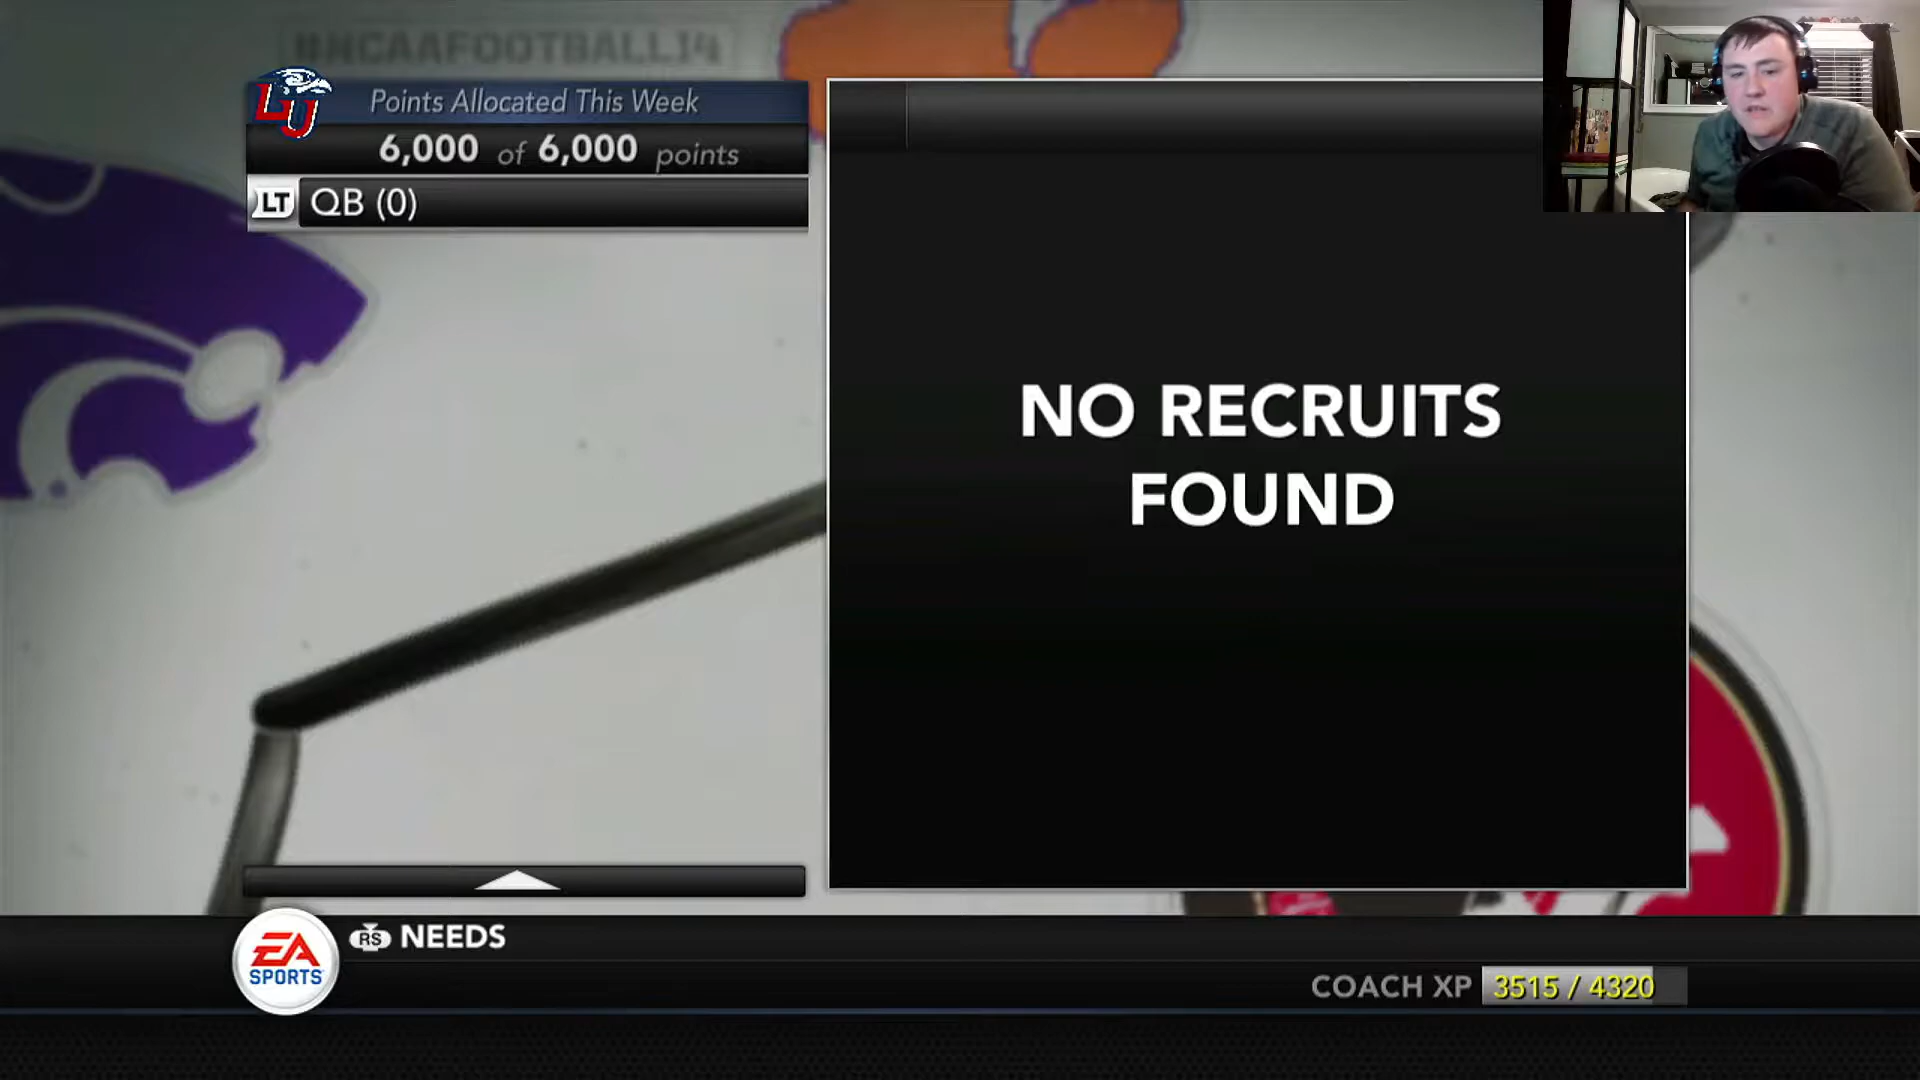 #NCAAFOOTBALL14
LU
Points Allocated This Week
6,000 of 6,000 points
LT QB (0)
NO RECRUITS
FOUND
EA
SPORTS
RS NEEDS
COACH XP 3515 / 4320